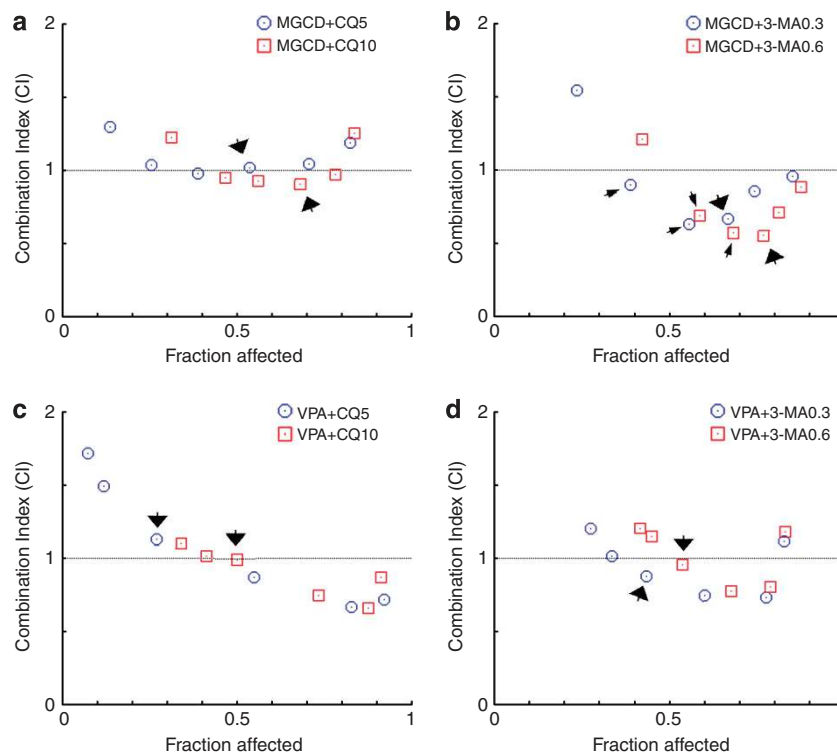 a
MGCD+CQ5
MGCD+CQ10
2
1
0
Combination Index (CI)
0
0.5
1
Fraction affected
b
MGCD+3-MA0.3
MGCD+3-MA0.6
2
1
0
Combination Index (CI)
0
0.5
Fraction affected
c
VPA+CQ5
VPA+CQ10
2
1
0
Combination Index (CI)
0
0.5
1
Fraction affected
d
VPA+3-MA0.3
VPA+3-MA0.6
2
1
0
Combination Index (CI)
0
0.5
Fraction affected